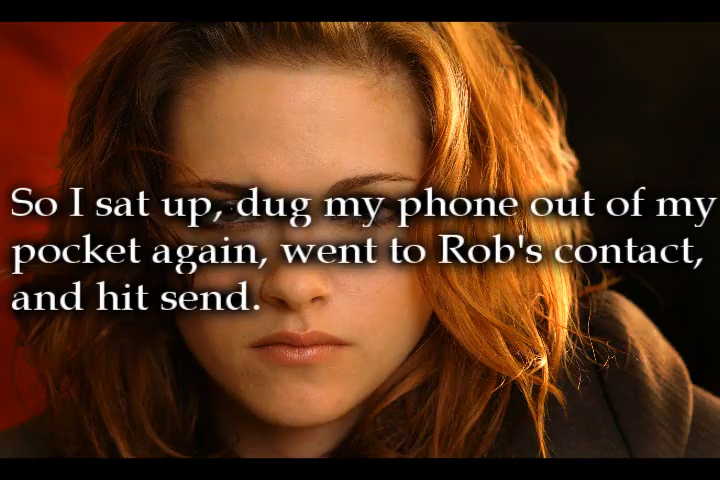 So I sat up, dug my phone out of my
pocket again, went to Rob's contact,
and hit send.